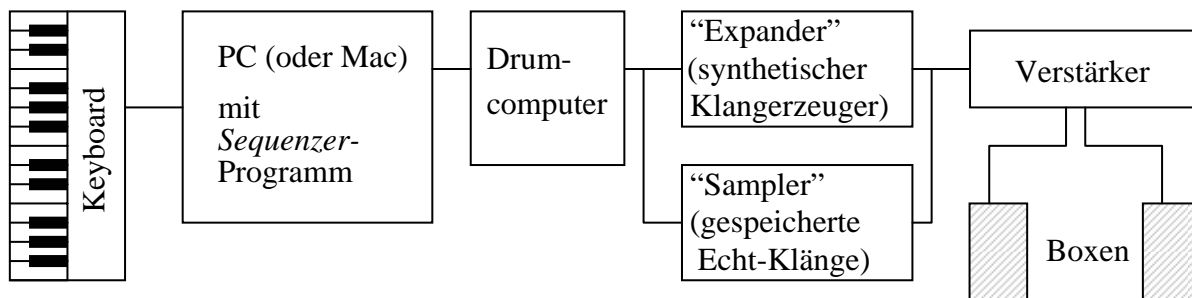 Keyboard
PC (oder Mac)
mit
Sequenzer-
Programm
Drum-
computer
“Expander”
(synthetischer
Klangerzeuger)
“Sampler”
(gespeicherte
Echt-Klänge)
Verstärker
Boxen